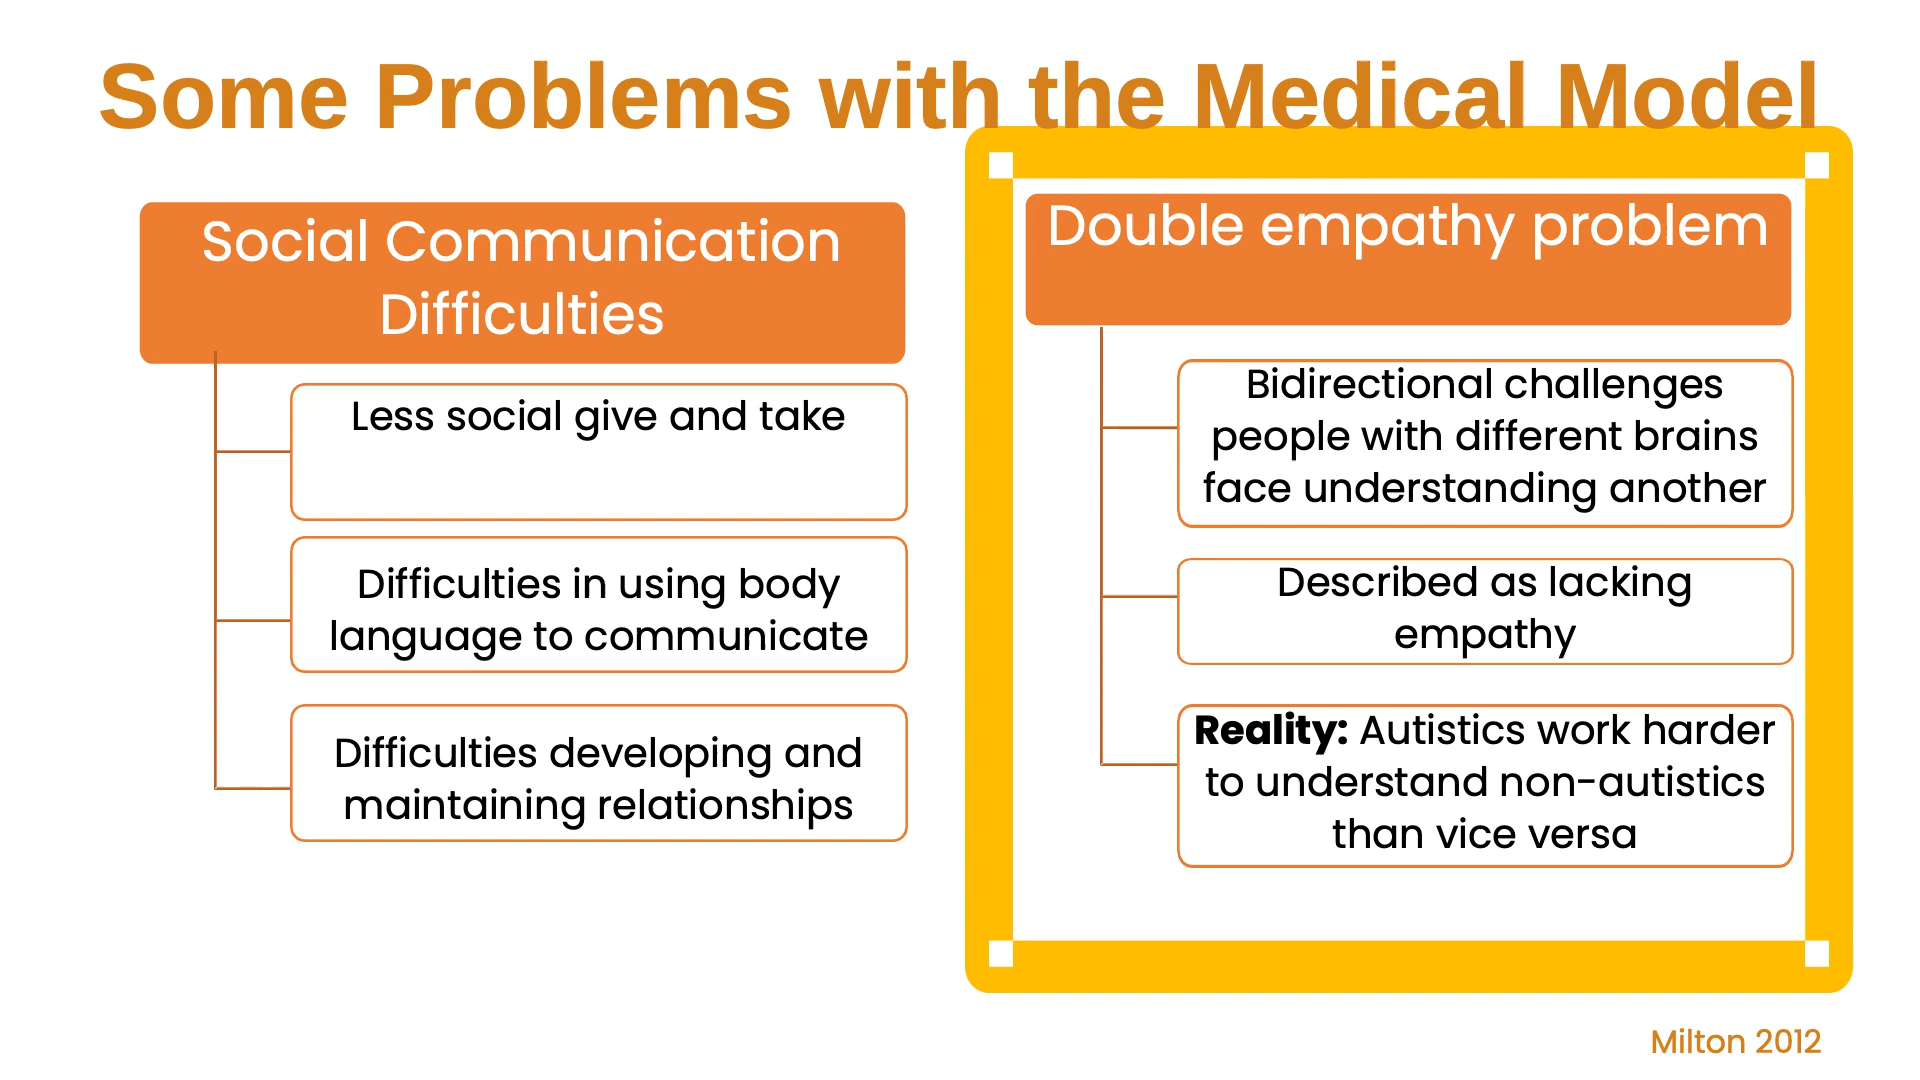 Some Problems with the Medical Model
Social Communication
Difficulties
Less social give and take
Difficulties in using body
language to communicate
Difficulties developing and
maintaining relationships
Double empathy problem
Bidirectional challenges
people with different brains
face understanding another
Described as lacking
empathy
Reality: Autistics work harder
to understand non-autistics
than vice versa
Milton 2012